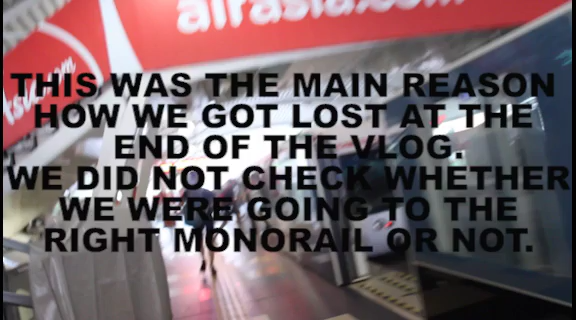 airasia.com
THIS WAS THE MAIN REASON
HOW WE GOT LOST AT THE
END OF THE VLOG.
WE DID NOT CHECK WHETHER
WE WERE GOING TO THE
RIGHT MONORAIL OR NOT.